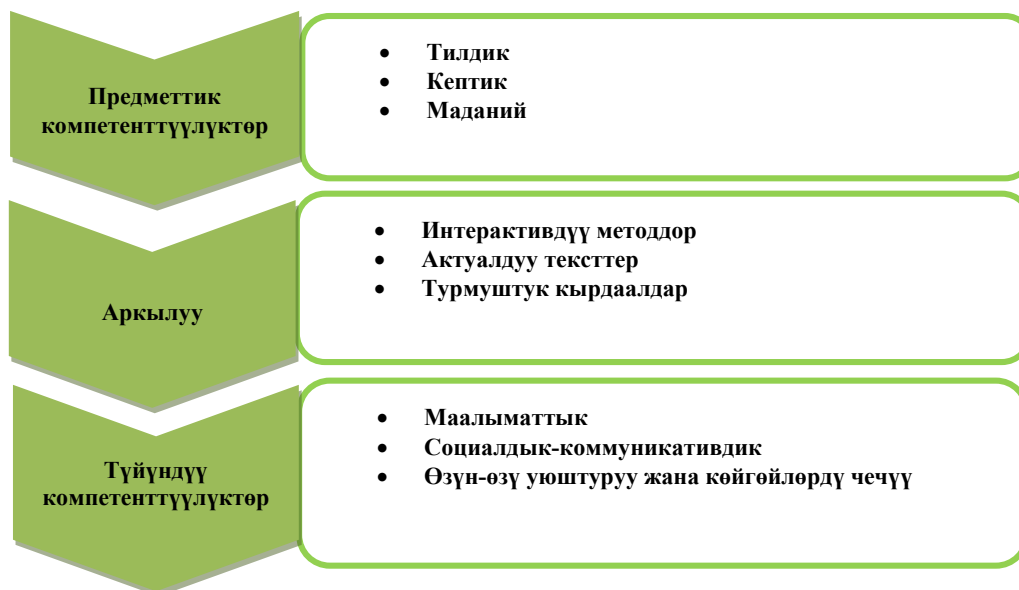 Предметтик
компетенттүүлүктөр
• Тилдик
• Кептик
• Маданий
Аркылуу
• Интерактивдүү методдор
• Актуалдуу тексттер
• Турмуштук кырдаалдар
Түйүндүү
компетенттүүлүктөр
• Маалыматтык
• Социалдык-коммуникативдик
• Өзүн-өзү уюштуруу жана көйгөйлөрдү чечүү